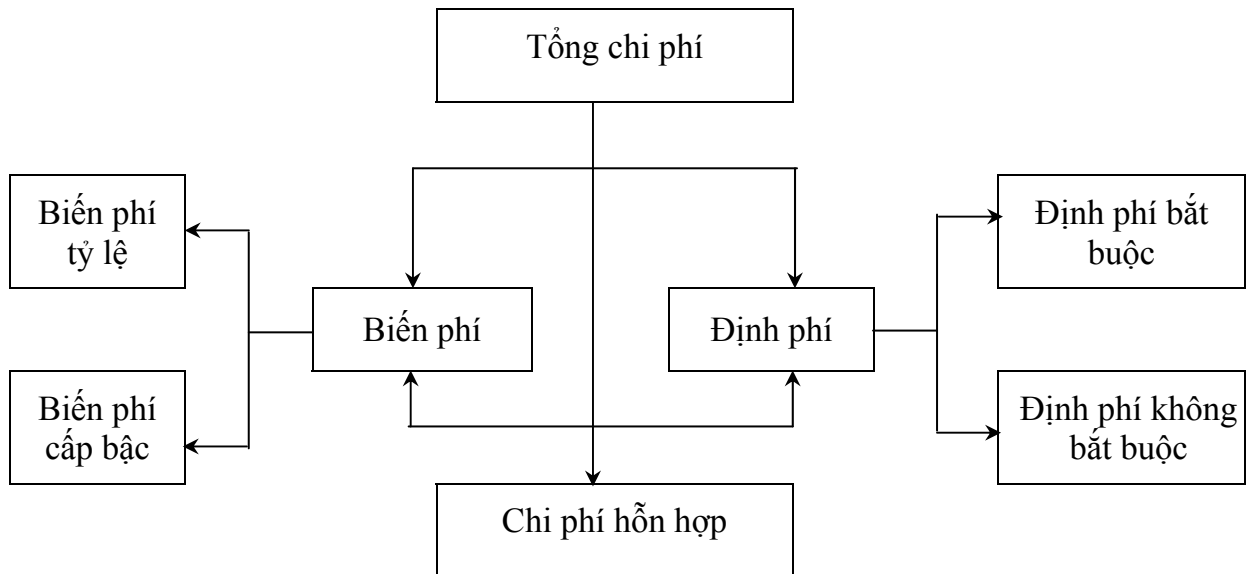 Tổng chi phí
Biến phí
tỷ lệ
Định phí bắt
buộc
Biến phí
Định phí
Biến phí
cấp bậc
Định phí không
bắt buộc
Chi phí hỗn hợp